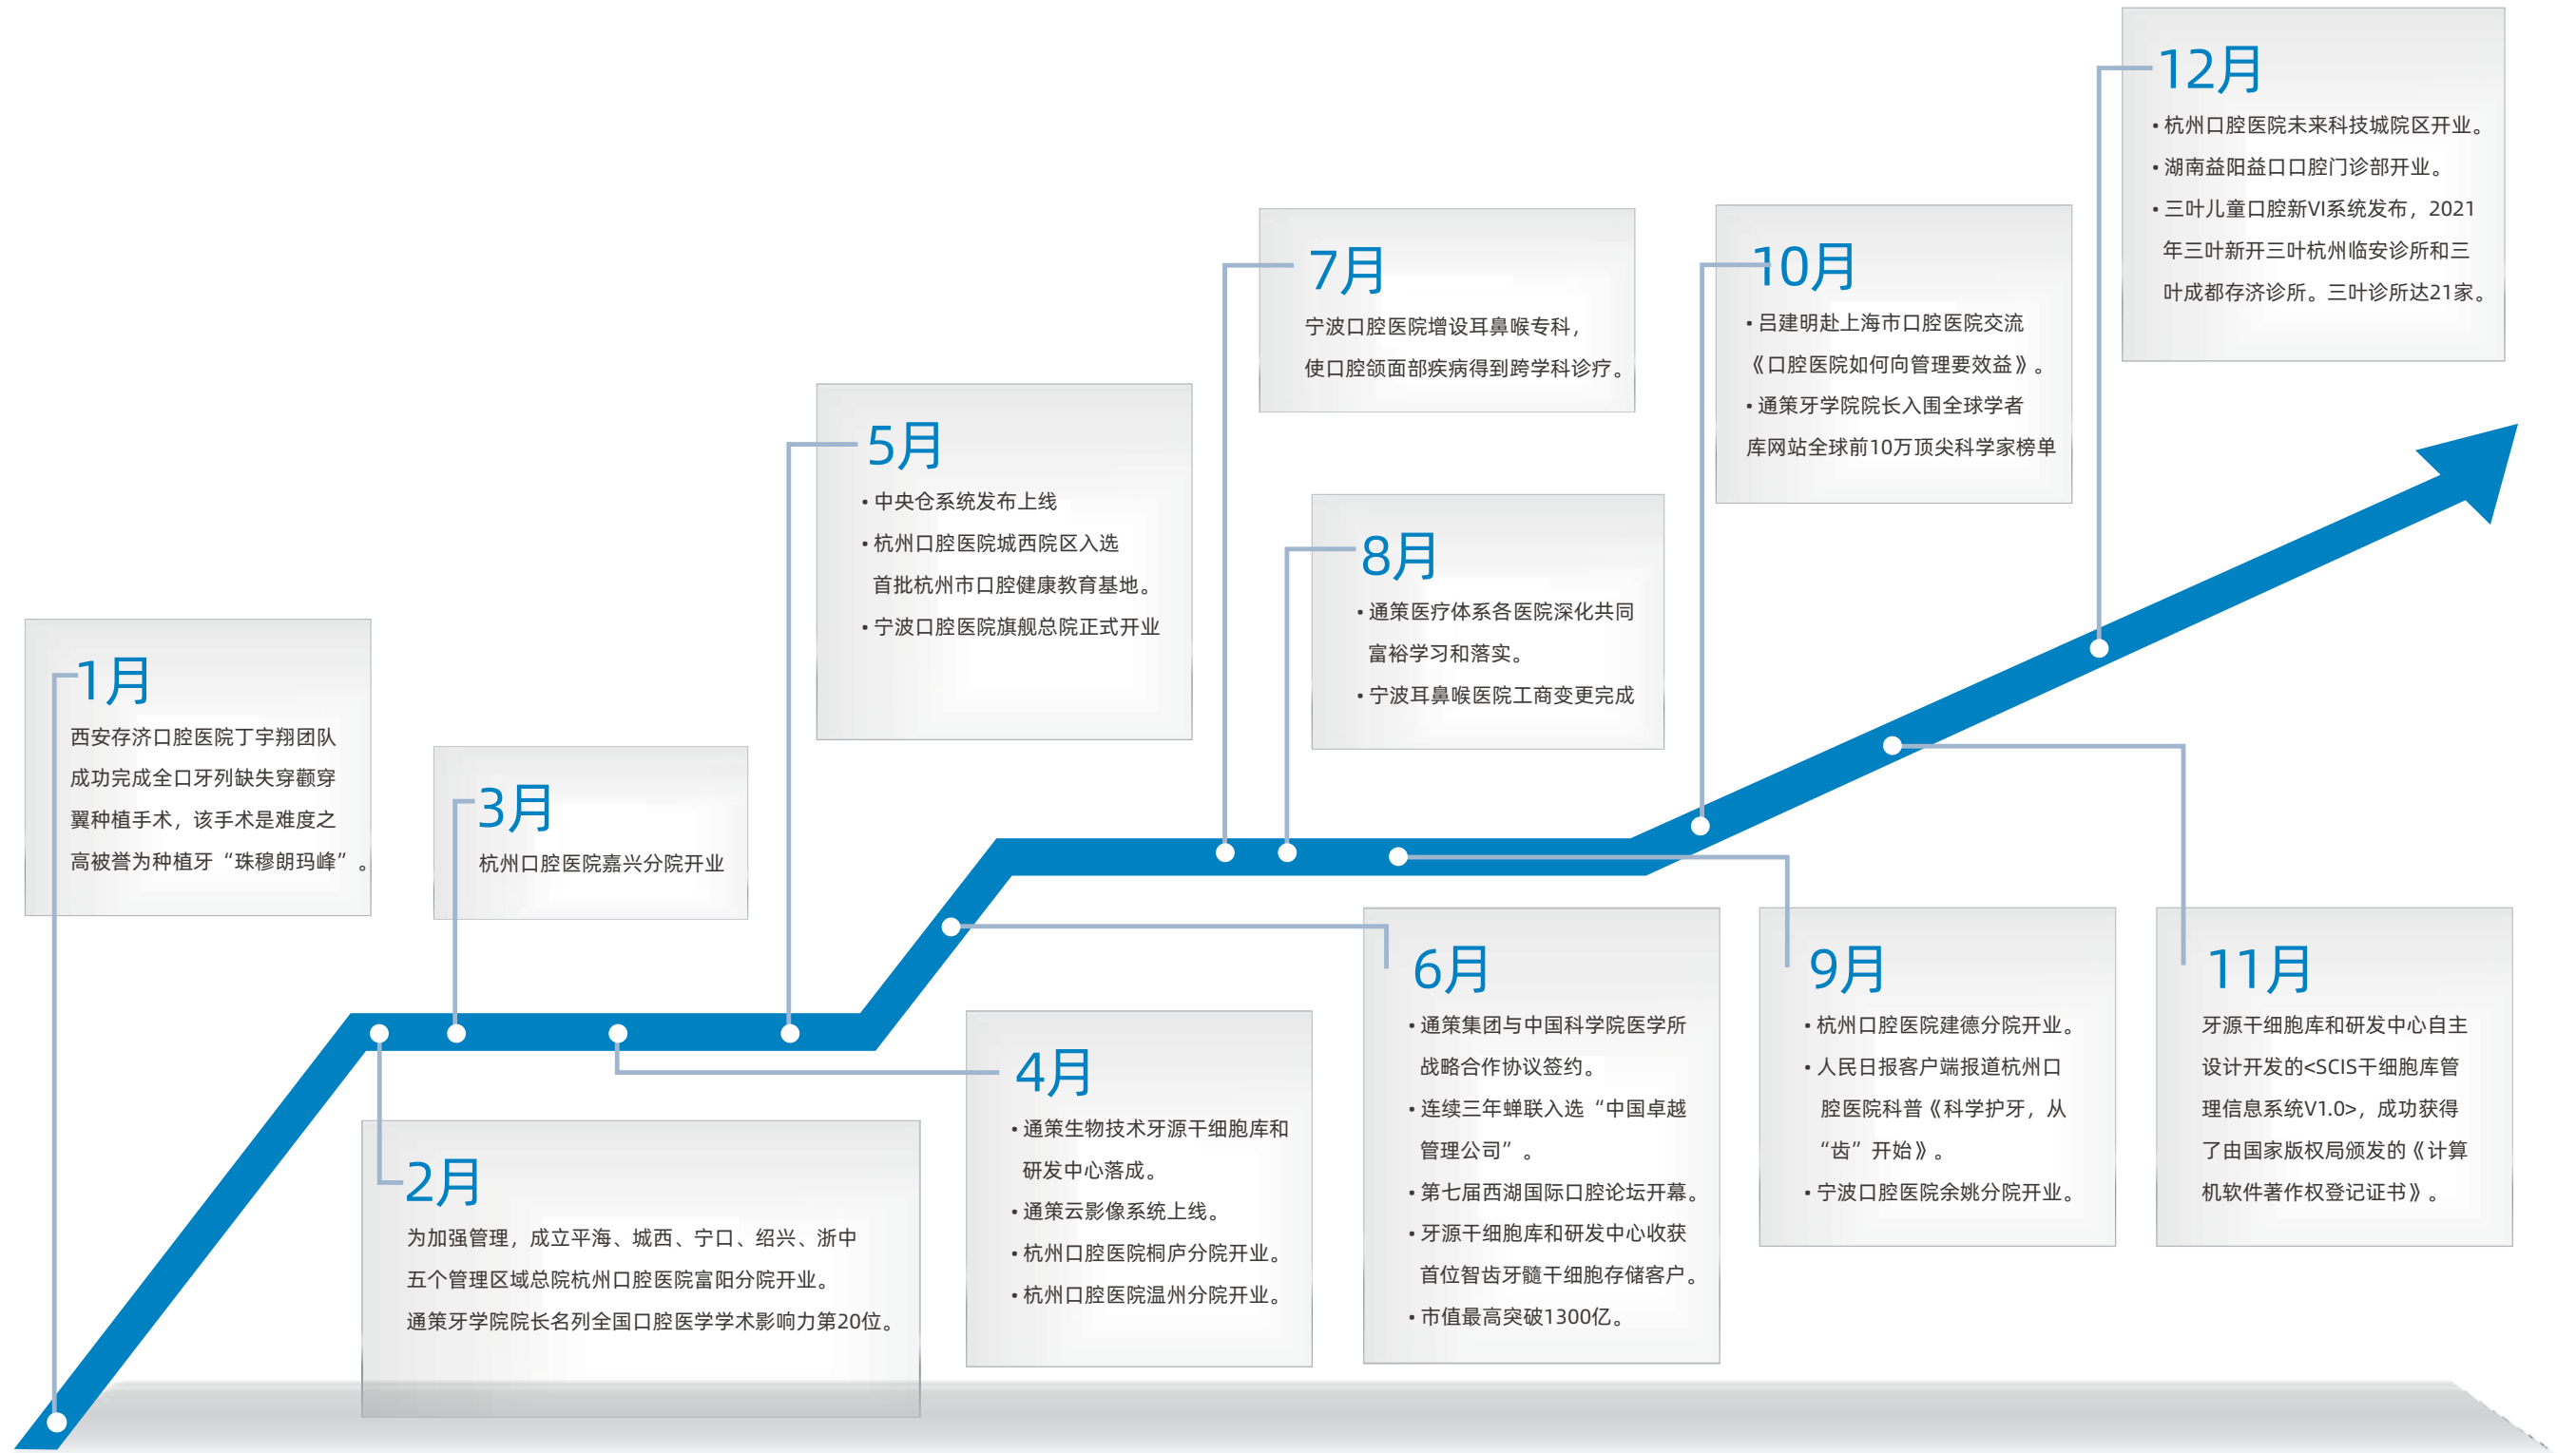 1月
西安存济口腔医院丁宇翔团队
成功完成全口牙列缺失穿颧穿
翼种植手术，该手术是难度之
高被誉为种植牙“珠穆朗玛峰”。
2月
为加强管理，成立平海、城西、宁口、绍兴、浙中
五个管理区域总院杭州口腔医院富阳分院开业。
通策牙学院院长名列全国口腔医学学术影响力第20位。
3月
杭州口腔医院嘉兴分院开业
4月
• 通策生物技术牙源干细胞库和
研发中心落成。
• 通策云影像系统上线。
• 杭州口腔医院桐庐分院开业。
• 杭州口腔医院温州分院开业。
5月
• 中央仓系统发布上线
• 杭州口腔医院城西院区入选
首批杭州市口腔健康教育基地。
• 宁波口腔医院旗舰总院正式开业
6月
• 通策集团与中国科学院医学所
战略合作协议签约。
• 连续三年蝉联入选“中国卓越
管理公司”。
• 第七届西湖国际口腔论坛开幕。
• 牙源干细胞库和研发中心收获
首位智齿牙髓干细胞存储客户。
• 市值最高突破1300亿。
7月
宁波口腔医院增设耳鼻喉专科，
使口腔颌面部疾病得到跨学科诊疗。
8月
• 通策医疗体系各医院深化共同
富裕学习和落实。
• 宁波耳鼻喉医院工商变更完成
9月
• 杭州口腔医院建德分院开业。
• 人民日报客户端报道杭州口
腔医院科普《科学护牙，从
“齿”开始》。
• 宁波口腔医院余姚分院开业。
10月
• 吕建明赴上海市口腔医院交流
《口腔医院如何向管理要效益》。
• 通策牙学院院长入围全球学者
库网站全球前10万顶尖科学家榜单
11月
牙源干细胞库和研发中心自主
设计开发的<SCIS干细胞库管
理信息系统V1.0>，成功获得
了由国家版权局颁发的《计算
机软件著作权登记证书》。
12月
• 杭州口腔医院未来科技城院区开业。
• 湖南益阳益口口腔门诊部开业。
• 三叶儿童口腔新VI系统发布，2021
年三叶新开三叶杭州临安诊所和三
叶成都存济诊所。三叶诊所达21家。